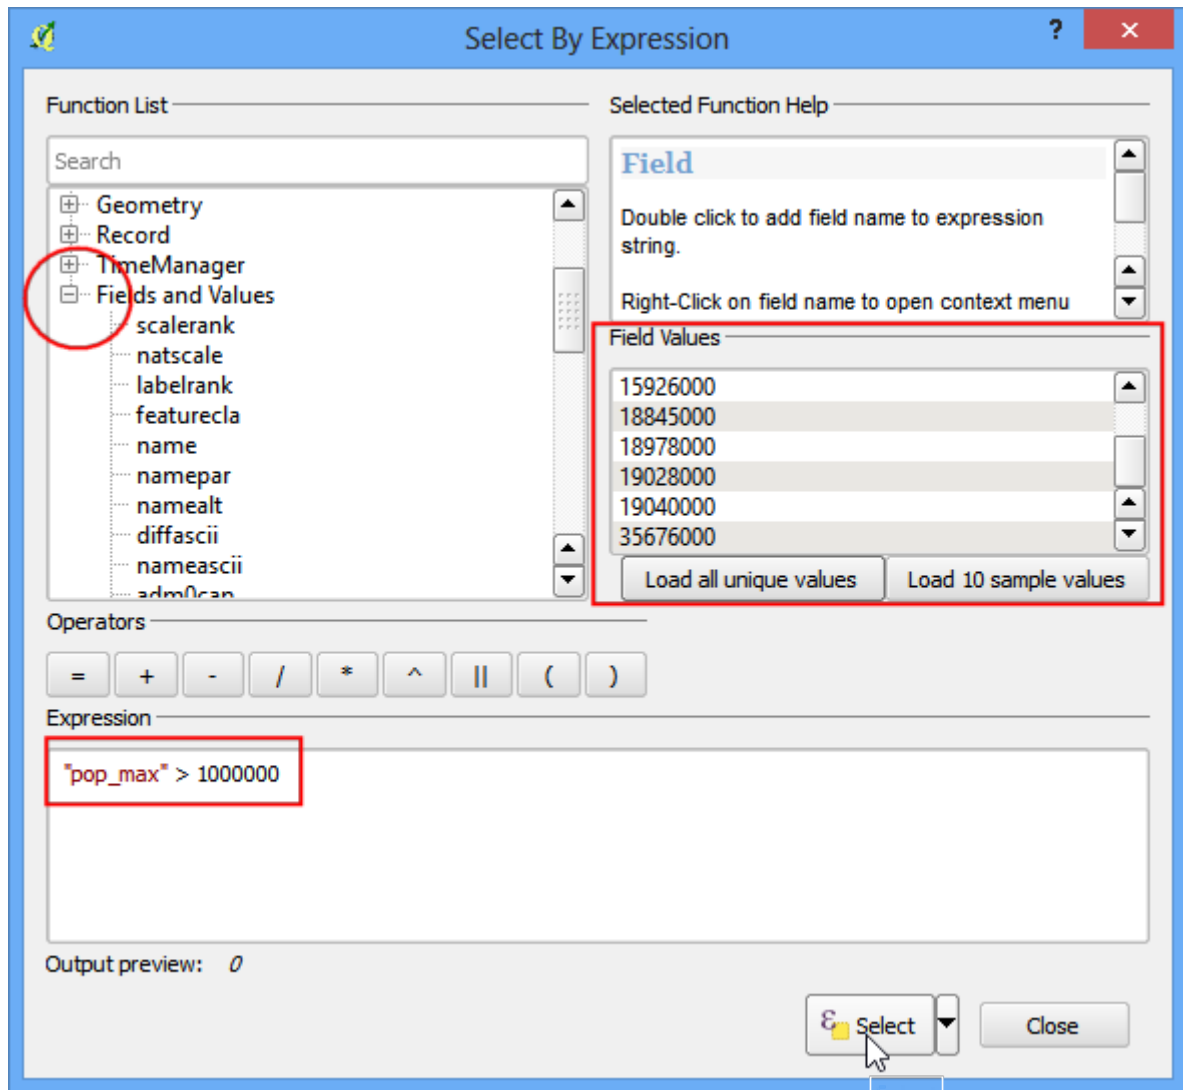 Select By Expression
?
×
Function List
Search
Geometry
Record
TimeManager
Fields and Values
scalerank
natscale
labelrank
featurecla
name
namepar
namealt
diffascii
nameascii
adm0cap
Selected Function Help
Field
Double click to add field name to expression
string.
Right-Click on field name to open context menu
Field Values
15926000
18845000
18978000
19028000
19040000
35676000
Load all unique values Load 10 sample values
Operators
= + - / * ^ || ( )
Expression
"pop_max" > 1000000
Output preview: 0
ε Select Close